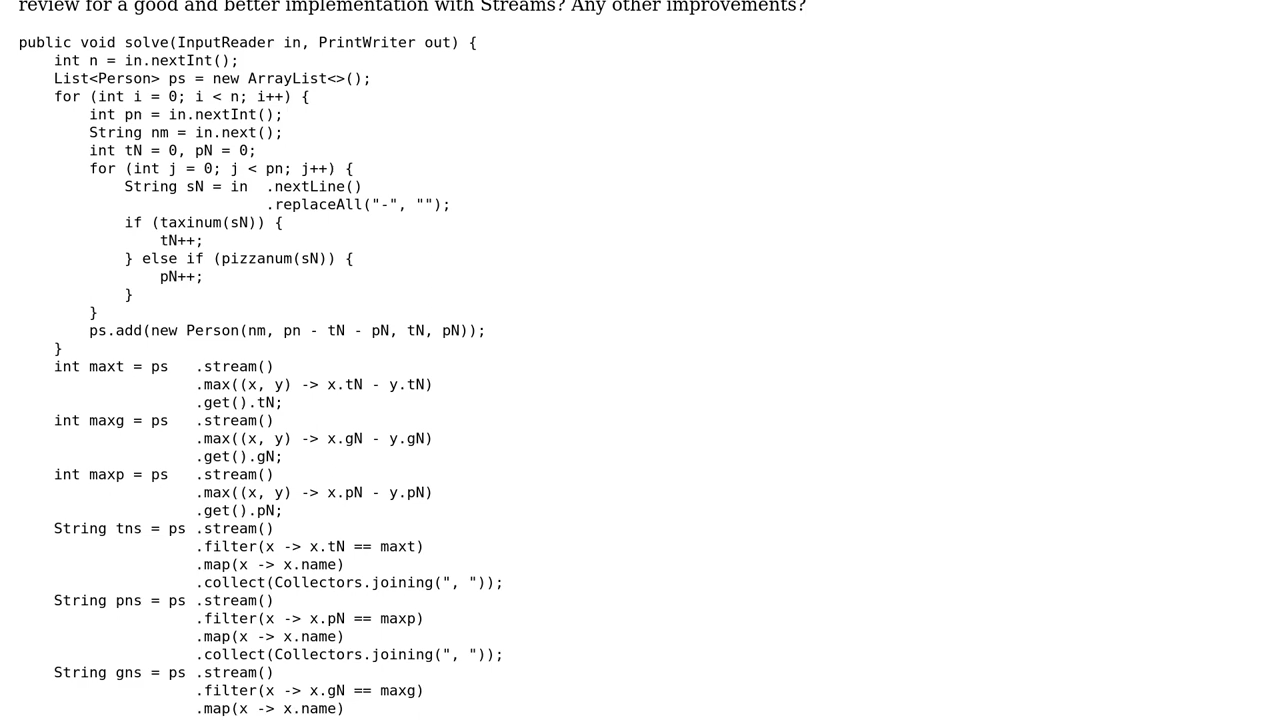 review for a good and better implementation with Streams? Any other improvements?
public void solve(InputReader in, PrintWriter out) {
    int n = in.nextInt();
    List<Person> ps = new ArrayList<>();
    for (int i = 0; i < n; i++) {
        int pn = in.nextInt();
        String nm = in.next();
        int tN = 0, pN = 0;
        for (int j = 0; j < pn; j++) {
            String sN = in  .nextLine()
                            .replaceAll("-", "");
            if (taxinum(sN)) {
                tN++;
            } else if (pizzanum(sN)) {
                pN++;
            }
        }
        ps.add(new Person(nm, pn - tN - pN, tN, pN));
    }
    int maxt = ps   .stream()
                    .max((x, y) -> x.tN - y.tN)
                    .get().tN;
    int maxg = ps   .stream()
                    .max((x, y) -> x.gN - y.gN)
                    .get().gN;
    int maxp = ps   .stream()
                    .max((x, y) -> x.pN - y.pN)
                    .get().pN;
    String tns = ps .stream()
                    .filter(x -> x.tN == maxt)
                    .map(x -> x.name)
                    .collect(Collectors.joining(", "));
    String pns = ps .stream()
                    .filter(x -> x.pN == maxp)
                    .map(x -> x.name)
                    .collect(Collectors.joining(", "));
    String gns = ps .stream()
                    .filter(x -> x.gN == maxg)
                    .map(x -> x.name)